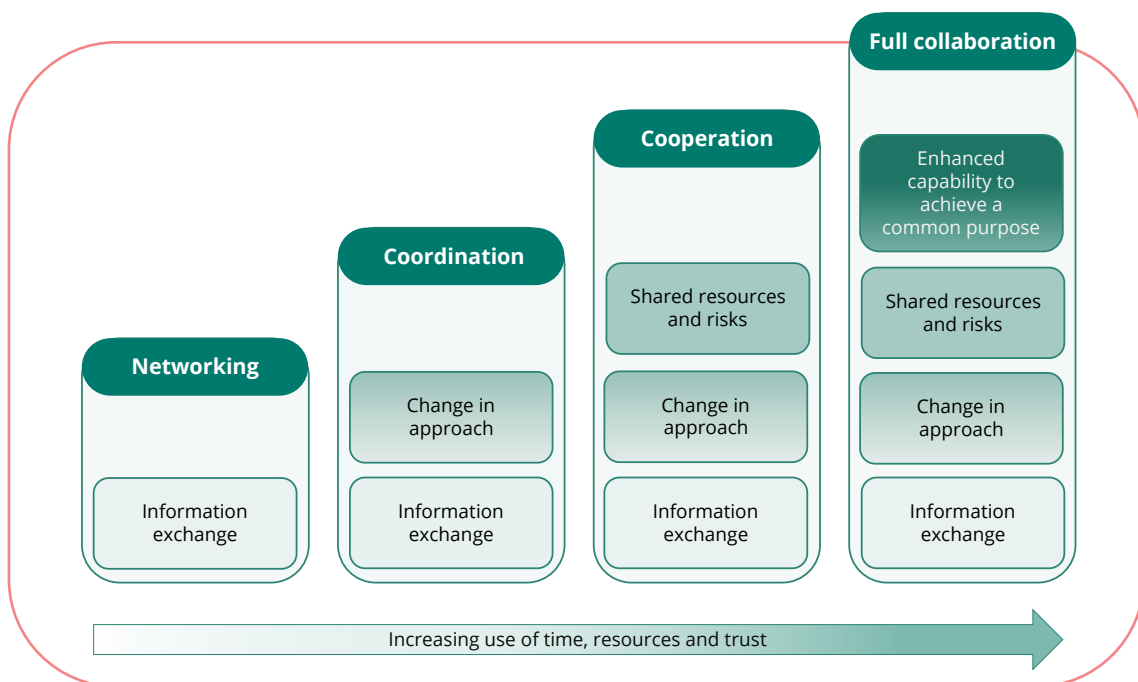 Networking
Information
exchange
Coordination
Change in
approach
Information
exchange
Cooperation
Shared resources
and risks
Change in
approach
Information
exchange
Full collaboration
Enhanced
capability to
achieve a
common purpose
Shared resources
and risks
Change in
approach
Information
exchange
Increasing use of time, resources and trust